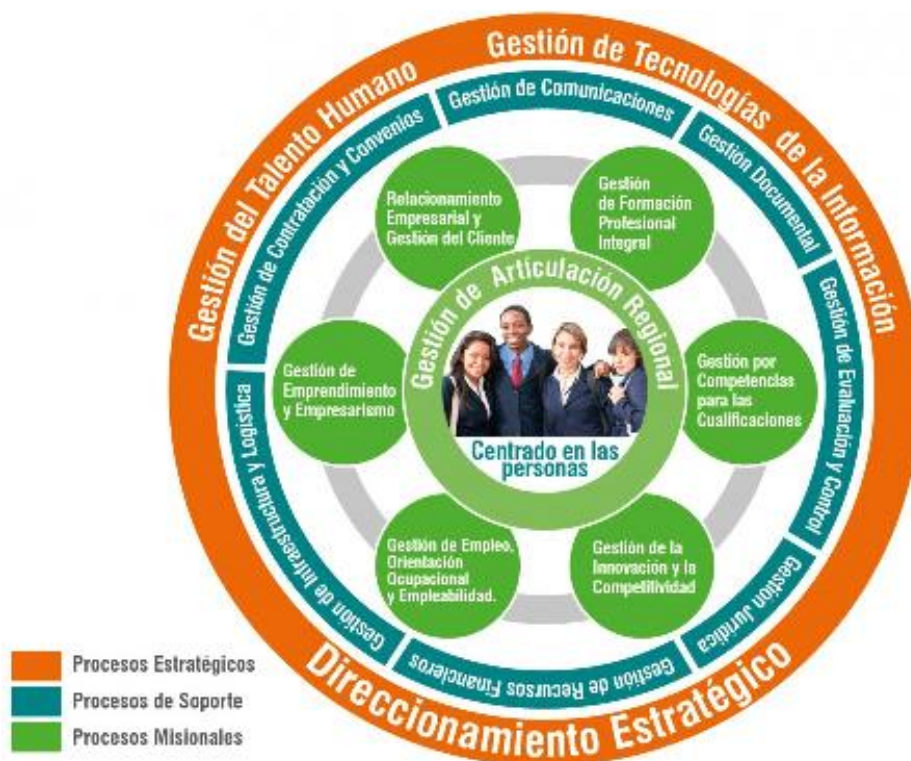 Gestión del Talento Humano
Gestión de Tecnologías de la Información
Direccionamiento Estratégico
Gestión de Contratación y Convenios
Gestión de Comunicaciones
Gestión Documental
Gestión de Evaluación y Control
Gestión Jurídica
Gestión de Recursos Financieros
Gestión de Infraestructura y Logística
Relacionamiento
Empresarial y
Gestión del Cliente
Gestión
de Formación
Profesional
Integral
Gestión por
Competencias
para las
Cualificaciones
Gestión de la
Innovación y la
Competitividad
Gestión de Empleo,
Orientación
Ocupacional
y Empleabilidad.
Gestión de
Emprendimiento
y Empresarismo
Gestión de Articulación Regional
Centrado en las
personas
Procesos Estratégicos
Procesos de Soporte
Procesos Misionales